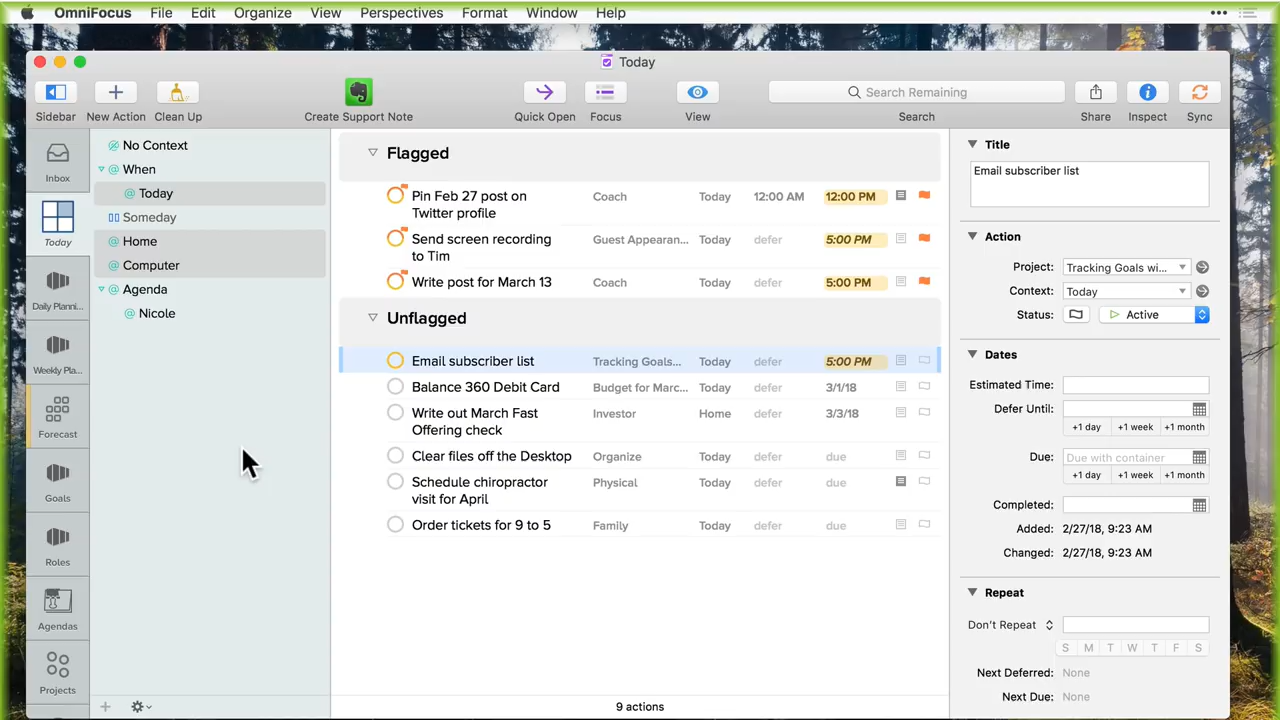 OmniFocus File Edit Organize View Perspectives Format Window Help
Today
Sidebar New Action Clean Up Create Support Note Quick Open Focus View Search Remaining Search Share Inspect Sync
Inbox
Today
Daily Planni...
Weekly Pla...
Forecast
Goals
Roles
Agendas
Projects
No Context
When
Today
Someday
Home
Computer
Agenda
Nicole
Flagged
Pin Feb 27 post on Coach Today 12:00 AM 12:00 PM
Twitter profile
Send screen recording Guest Appearan... Today defer 5:00 PM
to Tim
Write post for March 13 Coach Today defer 5:00 PM
Unflagged
Email subscriber list Tracking Goals... Today defer 5:00 PM
Balance 360 Debit Card Budget for Marc... Today defer 3/1/18
Write out March Fast Investor Home defer 3/3/18
Offering check
Clear files off the Desktop Organize Today defer due
Schedule chiropractor Physical Today defer due
visit for April
Order tickets for 9 to 5 Family Today defer due
9 actions
Title
Email subscriber list
Action
Project: Tracking Goals wi...
Context: Today
Status: Active
Dates
Estimated Time:
Defer Until:
+1 day +1 week +1 month
Due: Due with container
+1 day +1 week +1 month
Completed:
Added: 2/27/18, 9:23 AM
Changed: 2/27/18, 9:23 AM
Repeat
Don't Repeat
S M T W T F S
Next Deferred: None
Next Due: None